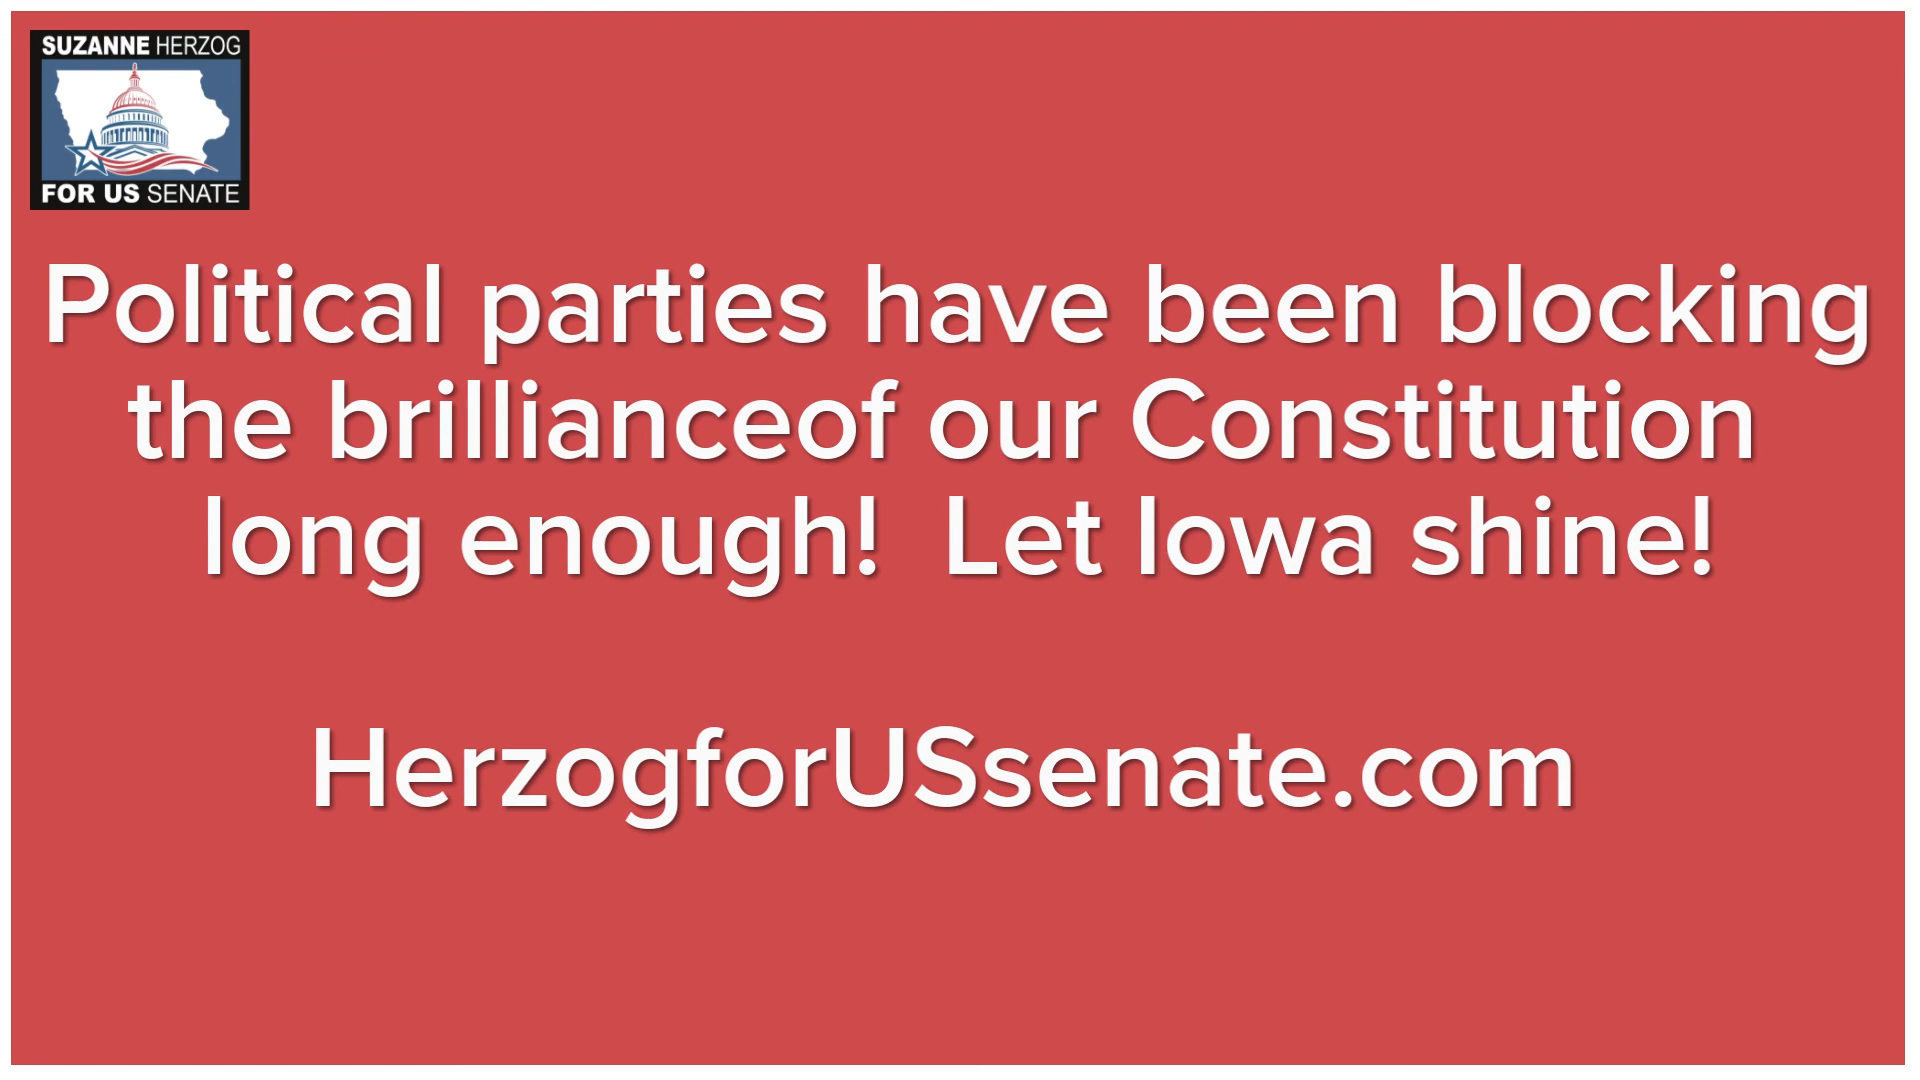 SUZANNE HERZOG
FOR US SENATE
Political parties have been blocking
the brillianceof our Constitution
long enough!  Let Iowa shine!
HerzogforUSsenate.com